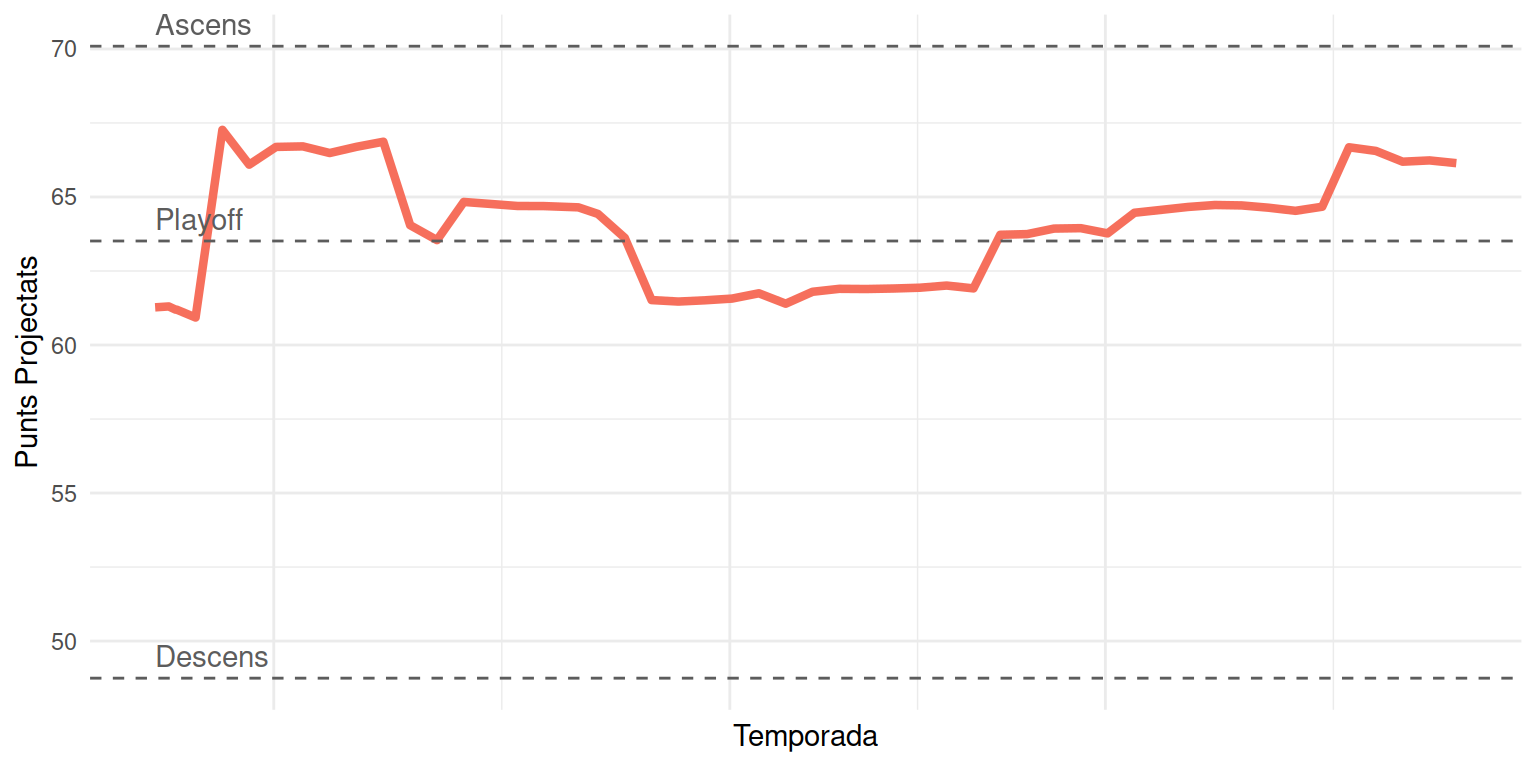 Ascens
70
65
Playoff
Punts Projectats
60
55
50
Descens
Temporada